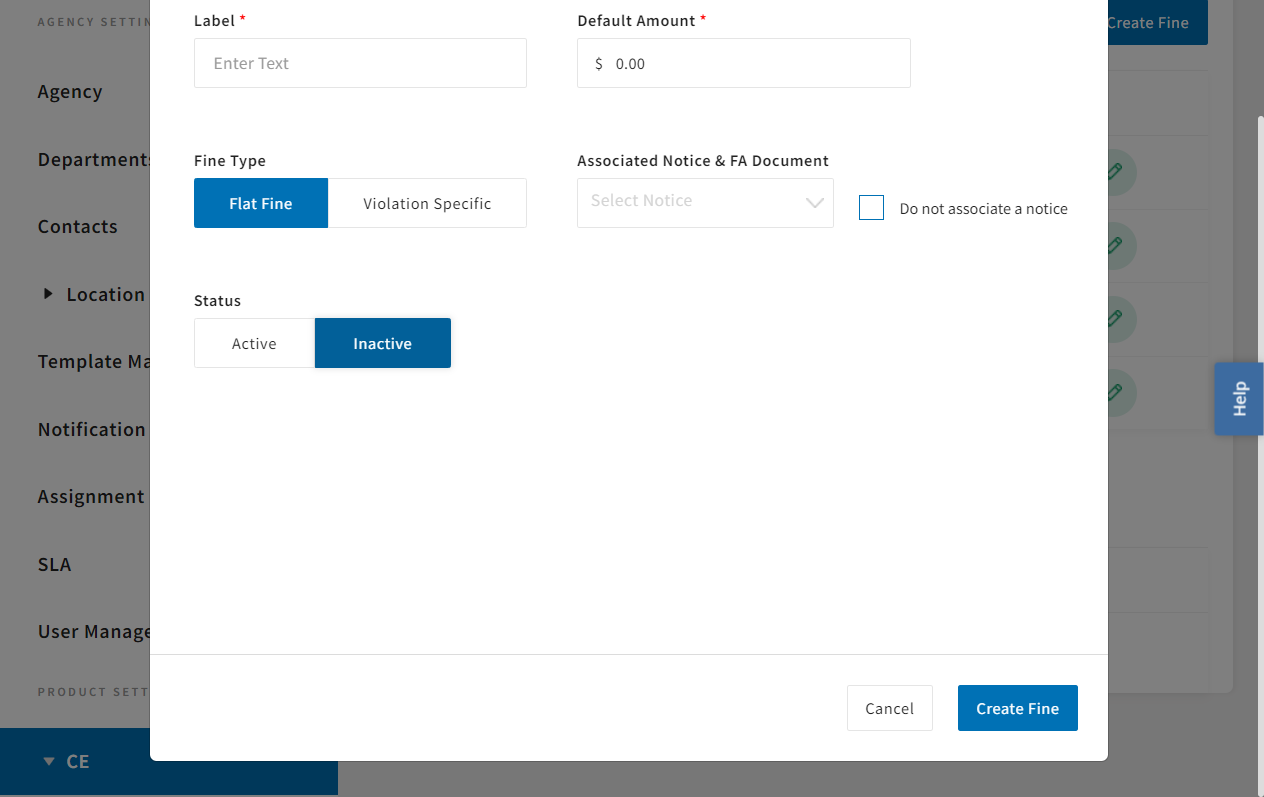 AGENCY SETTIN
Agency
Departments
Contacts
Location
Template Ma
Notification
Assignment
SLA
User Manage
PRODUCT SETT
CE
Label *
Enter Text
Default Amount *
$ 0.00
Fine Type
Flat Fine
Violation Specific
Associated Notice & FA Document
Select Notice
Do not associate a notice
Status
Active
Inactive
Cancel
Create Fine
Create Fine
Help